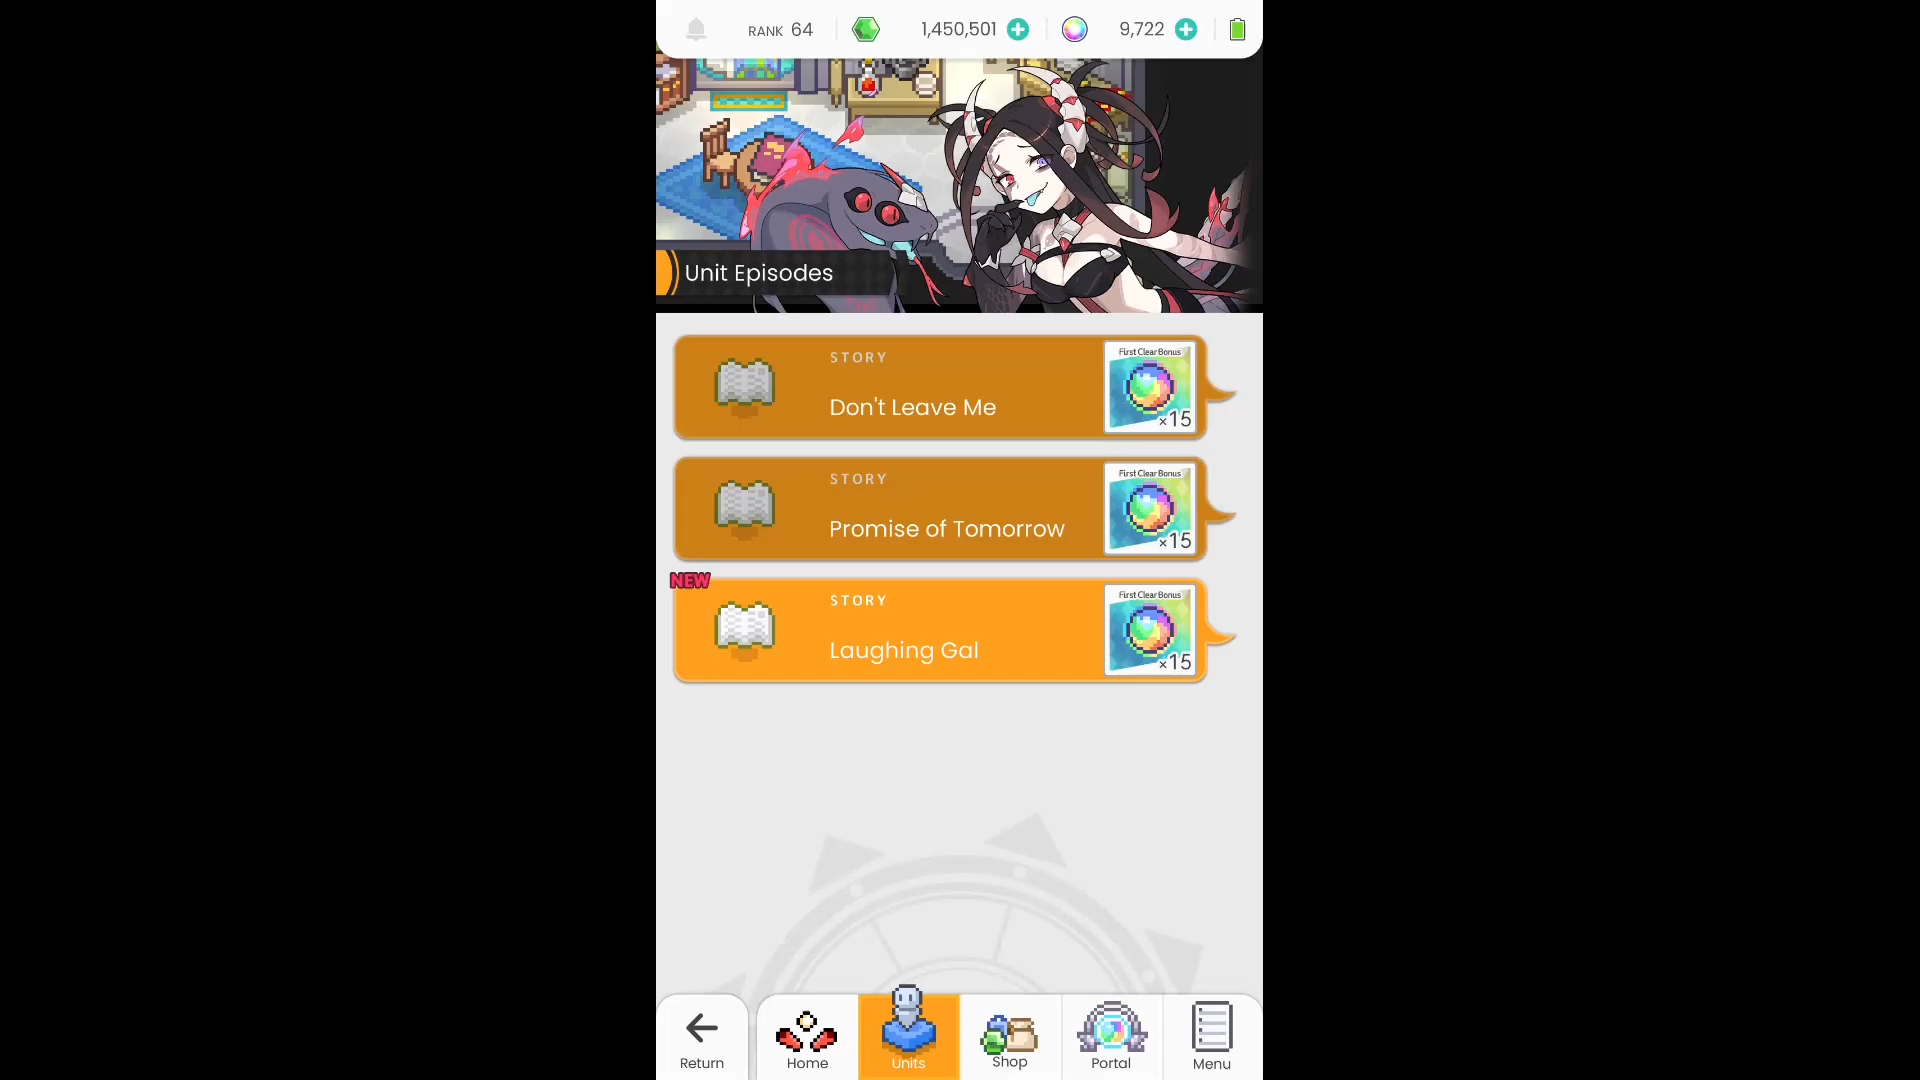 RANK 64
1,450,501
9,722
Unit Episodes
STORY
First Clear Bonus
Don't Leave Me
×15
STORY
First Clear Bonus
Promise of Tomorrow
×15
NEW
STORY
First Clear Bonus
Laughing Gal
×15
Return
Home
Units
Shop
Portal
Menu